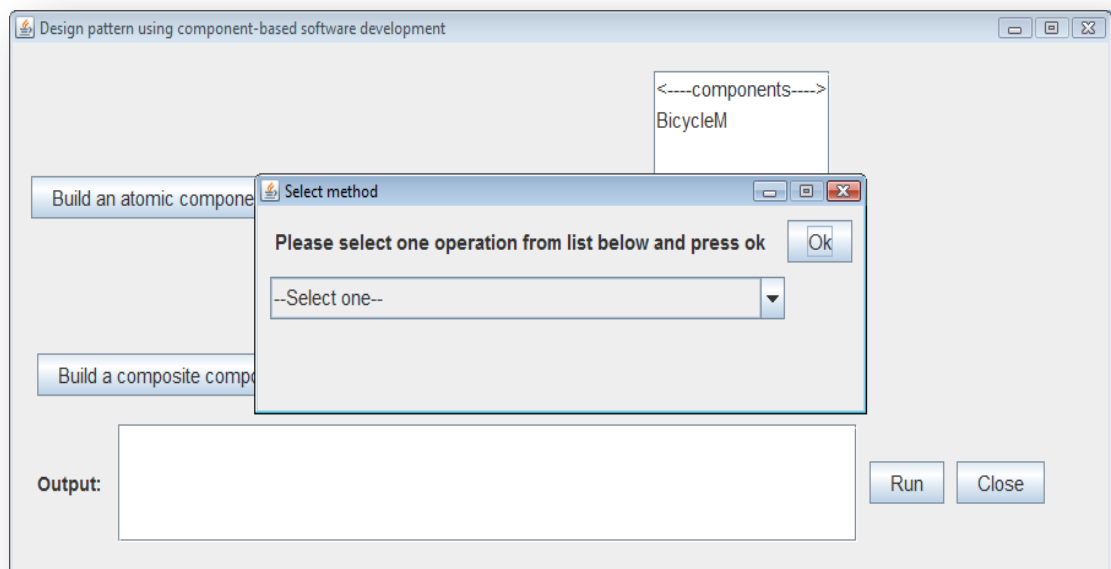 Design pattern using component-based software development
<----components---->
BicycleM
Build an atomic compone
Select method
Please select one operation from list below and press ok
Ok
--Select one--
Build a composite compo
Output:
Run
Close